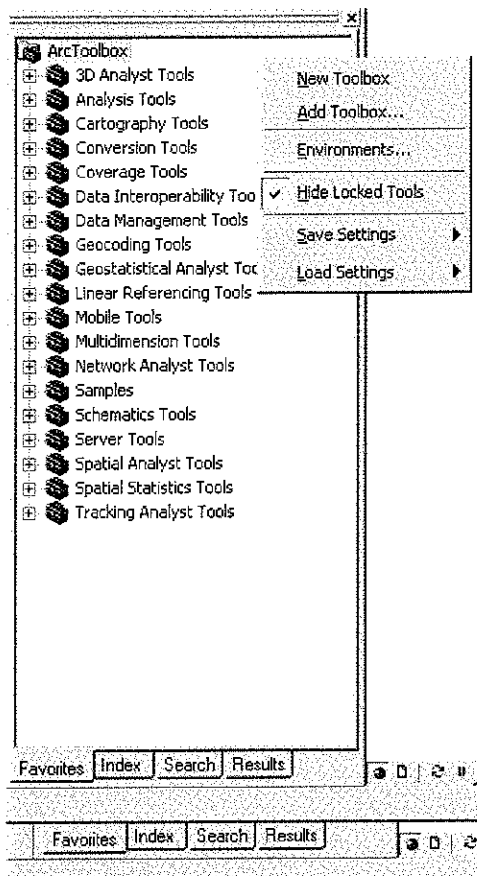 ArcToolbox
3D Analyst Tools
Analysis Tools
Cartography Tools
Conversion Tools
Coverage Tools
Data Interoperability Too
Data Management Tools
Geocoding Tools
Geostatistical Analyst Too
Linear Referencing Tools
Mobile Tools
Multidimension Tools
Network Analyst Tools
Samples
Schematics Tools
Server Tools
Spatial Analyst Tools
Spatial Statistics Tools
Tracking Analyst Tools
New Toolbox
Add Toolbox...
Environments...
Hide Locked Tools
Save Settings
Load Settings
Favorites Index Search Results
Favorites Index Search Results